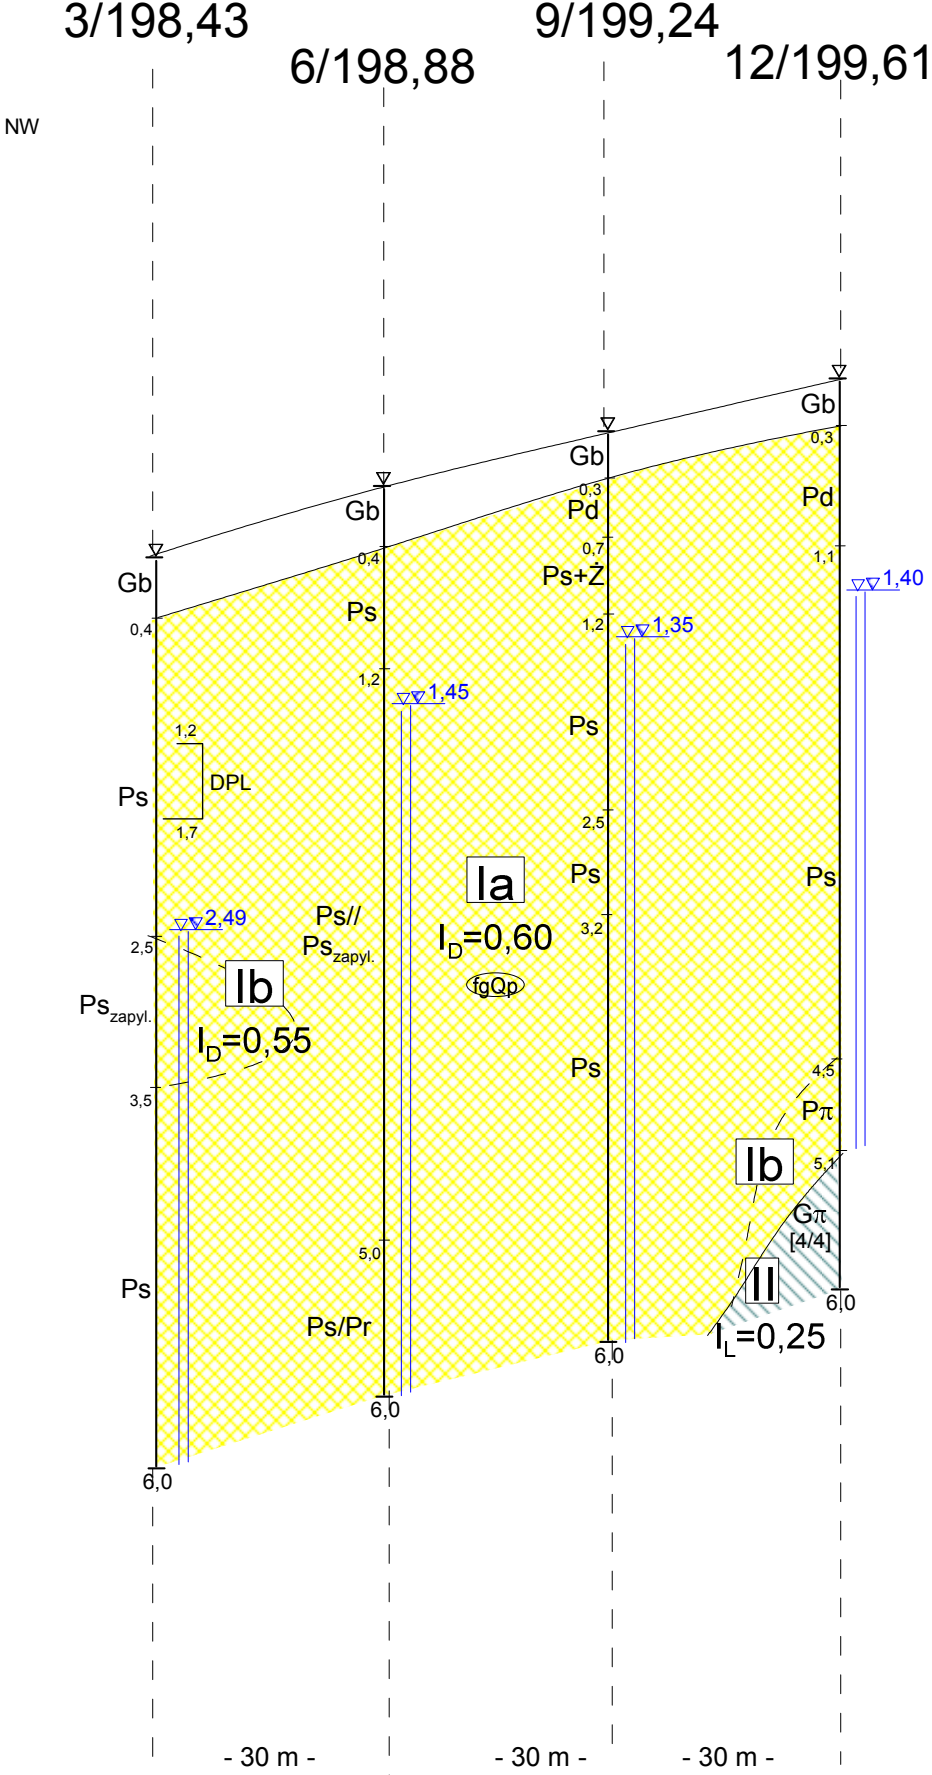 3/198,43
9/199,24
6/198,88
12/199,61
NW
Gb
0,3
Gb
0,3
Pd
Pd
Gb
0,4
0,7
1,1
Ps+Ż
Gb
1,40
Ps
0,4
1,2
1,35
1,2
1,45
Ps
1,2
DPL
Ps
1,7
2,5
Ps
Ps
Ia
Ps//
2,49
3,2
I_D=0,60
Ps_zapyl.
2,5
Ib
fgQp
Ps_zapyl.
I_D=0,55
Ps
4,5
3,5
Pπ
Ib
5,1
Gπ
[4/4]
5,0
Ps
II
6,0
Ps/Pr
I_L=0,25
6,0
6,0
6,0
- 30 m -
- 30 m -
- 30 m -